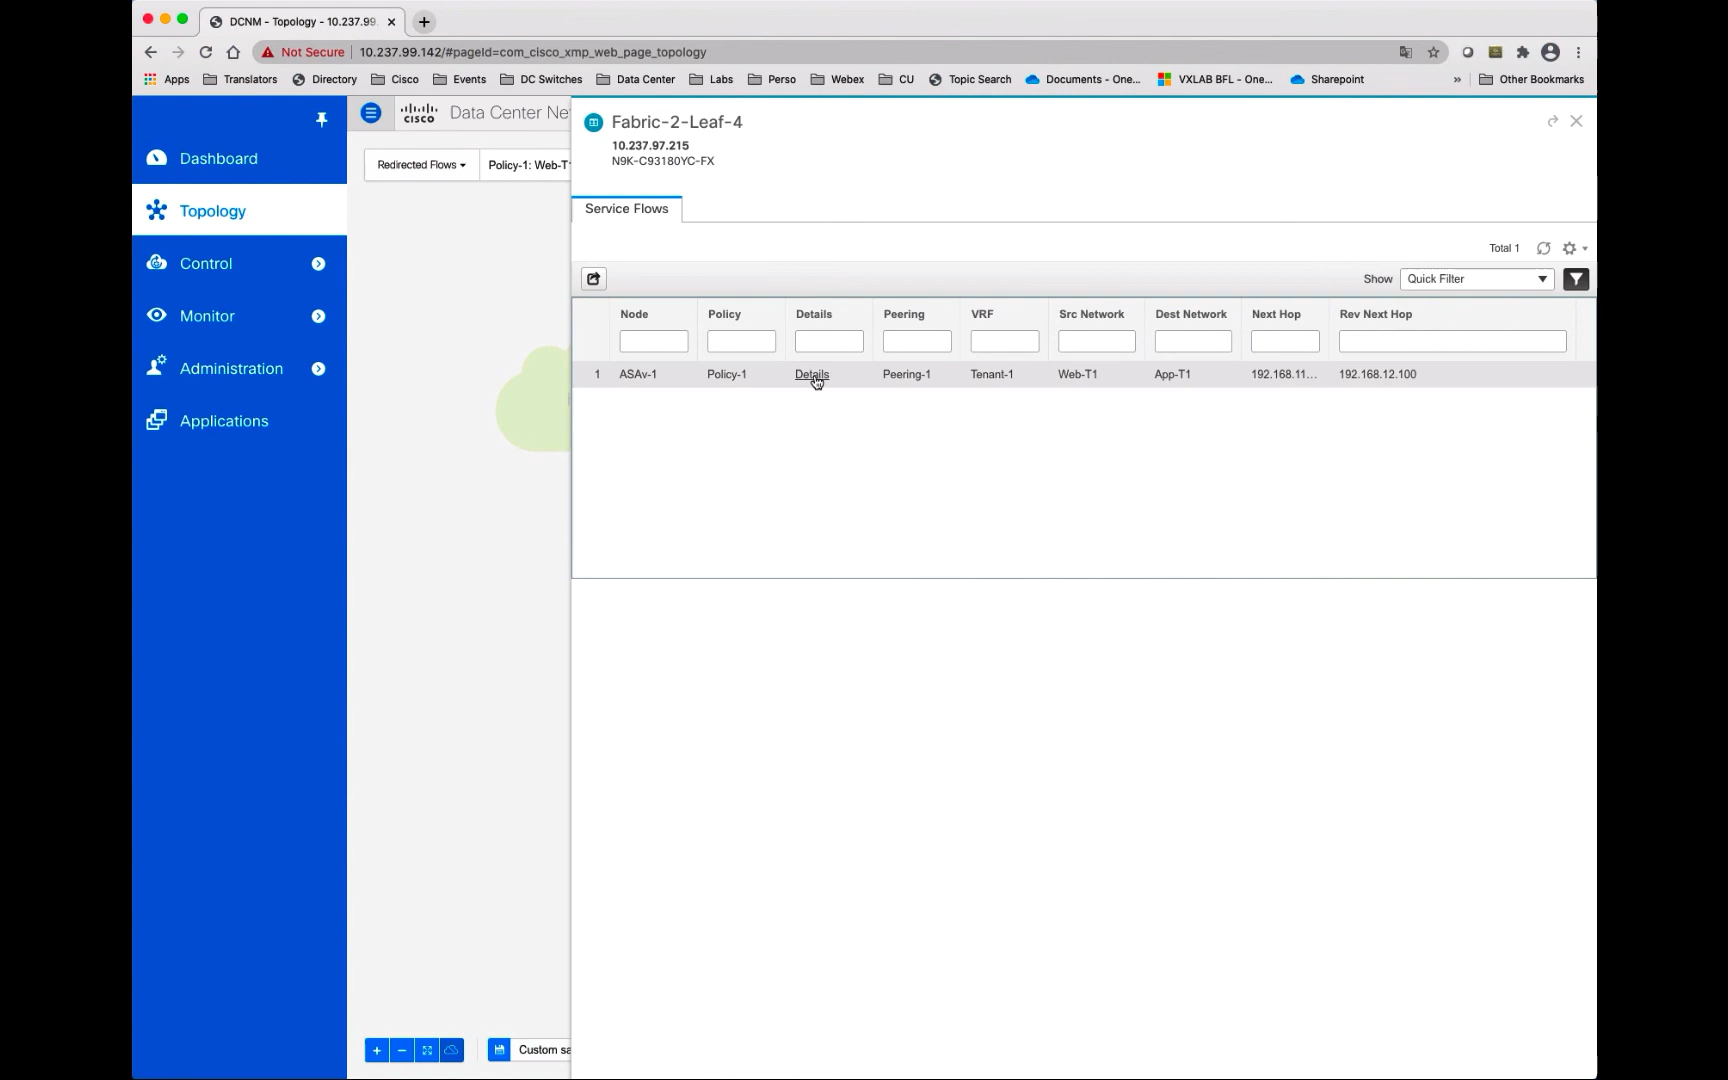 DCNM - Topology - 10.237.99
Not Secure 10.237.99.142/#pageId=com_cisco_xmp_web_page_topology
Apps Translators Directory Cisco Events DC Switches Data Center Labs Perso Webex CU Topic Search Documents - One... VXLAB BFL - One... Sharepoint » Other Bookmarks
Dashboard
Topology
Control
Monitor
Administration
Applications
cisco Data Center Ne
Redirected Flows Policy-1: Web-T
Fabric-2-Leaf-4
10.237.97.215
N9K-C93180YC-FX
Service Flows
Total 1
Show Quick Filter
Node Policy Details Peering VRF Src Network Dest Network Next Hop Rev Next Hop
1 ASAv-1 Policy-1 Details Peering-1 Tenant-1 Web-T1 App-T1 192.168.11... 192.168.12.100
Custom sa